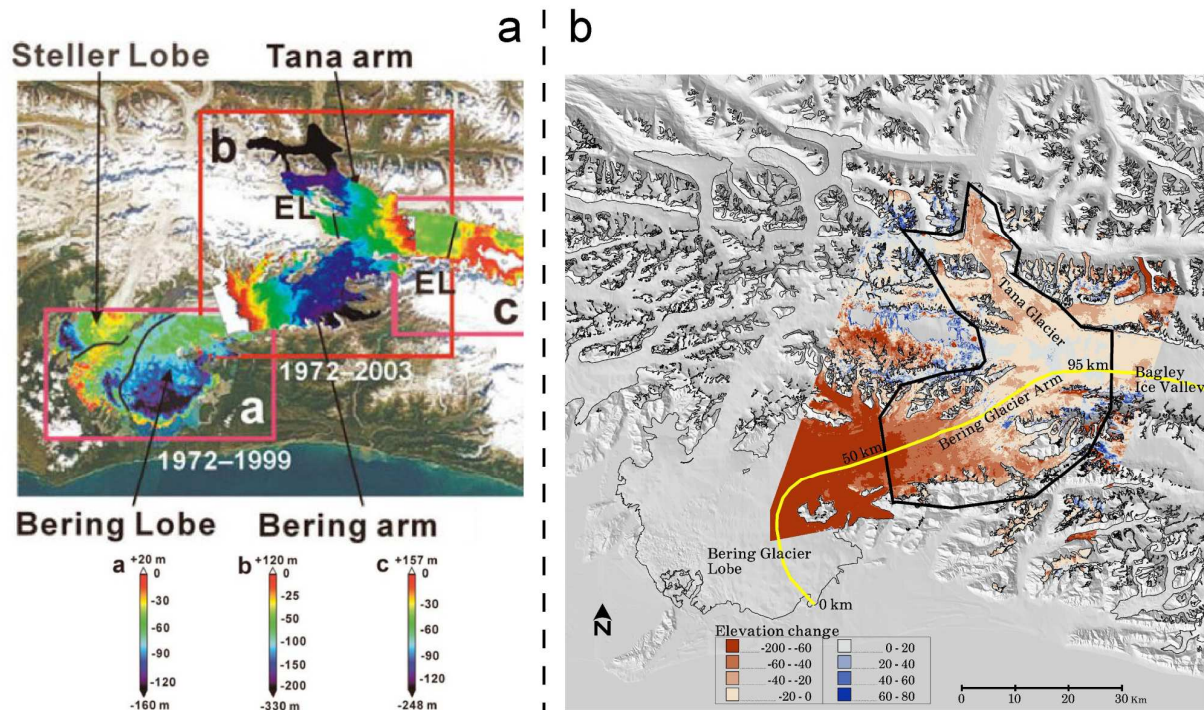 a
b
Steller Lobe
Tana arm
b
EL
EL
c
a
1972–2003
1972–1999
Bering Lobe
Bering arm
a +20 m
0
-30
-60
-90
-120
-160 m
b +120 m
0
-25
-50
-100
-150
-200
-330 m
c +157 m
0
-30
-60
-90
-120
-248 m
Tana Glacier
95 km
Bagley
Ice Valley
Bering Glacier Arm
50 km
Bering Glacier
Lobe
0 km
N
Elevation change
-200 - -60
-60 - -40
-40 - -20
-20 - 0
0 - 20
20 - 40
40 - 60
60 - 80
0 10 20 30 Km